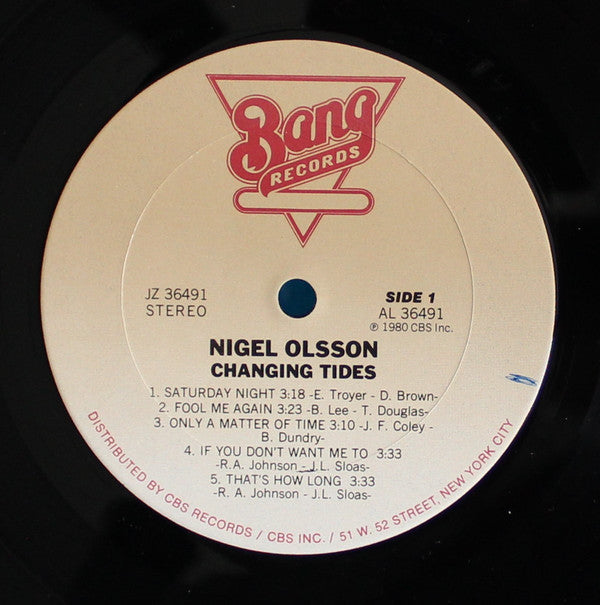 Bang
RECORDS
JZ 36491
STEREO
SIDE 1
AL 36491
℗ 1980 CBS Inc.
NIGEL OLSSON
CHANGING TIDES
1. SATURDAY NIGHT 3:18 -E. Troyer - D. Brown-
2. FOOL ME AGAIN 3:23 -B. Lee - T. Douglas-
3. ONLY A MATTER OF TIME 3:10 -J. F. Coley -
B. Dundry-
4. IF YOU DON'T WANT ME TO 3:33
-R.A. Johnson - J.L. Sloas-
5. THAT'S HOW LONG 3:33
-R. A. Johnson - J.L. Sloas-
DISTRIBUTED BY CBS RECORDS / CBS INC. / 51 W. 52 STREET, NEW YORK CITY